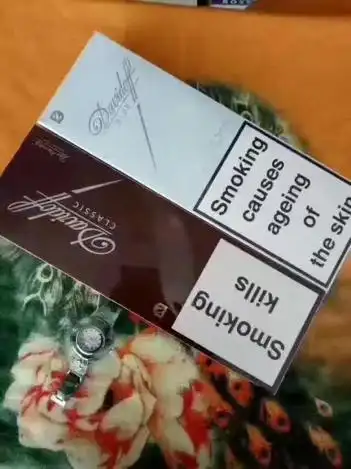 Davidoff
Smoking
causes
ageing
of
the skin
Davidoff
CLASSIC
Smoking
kills